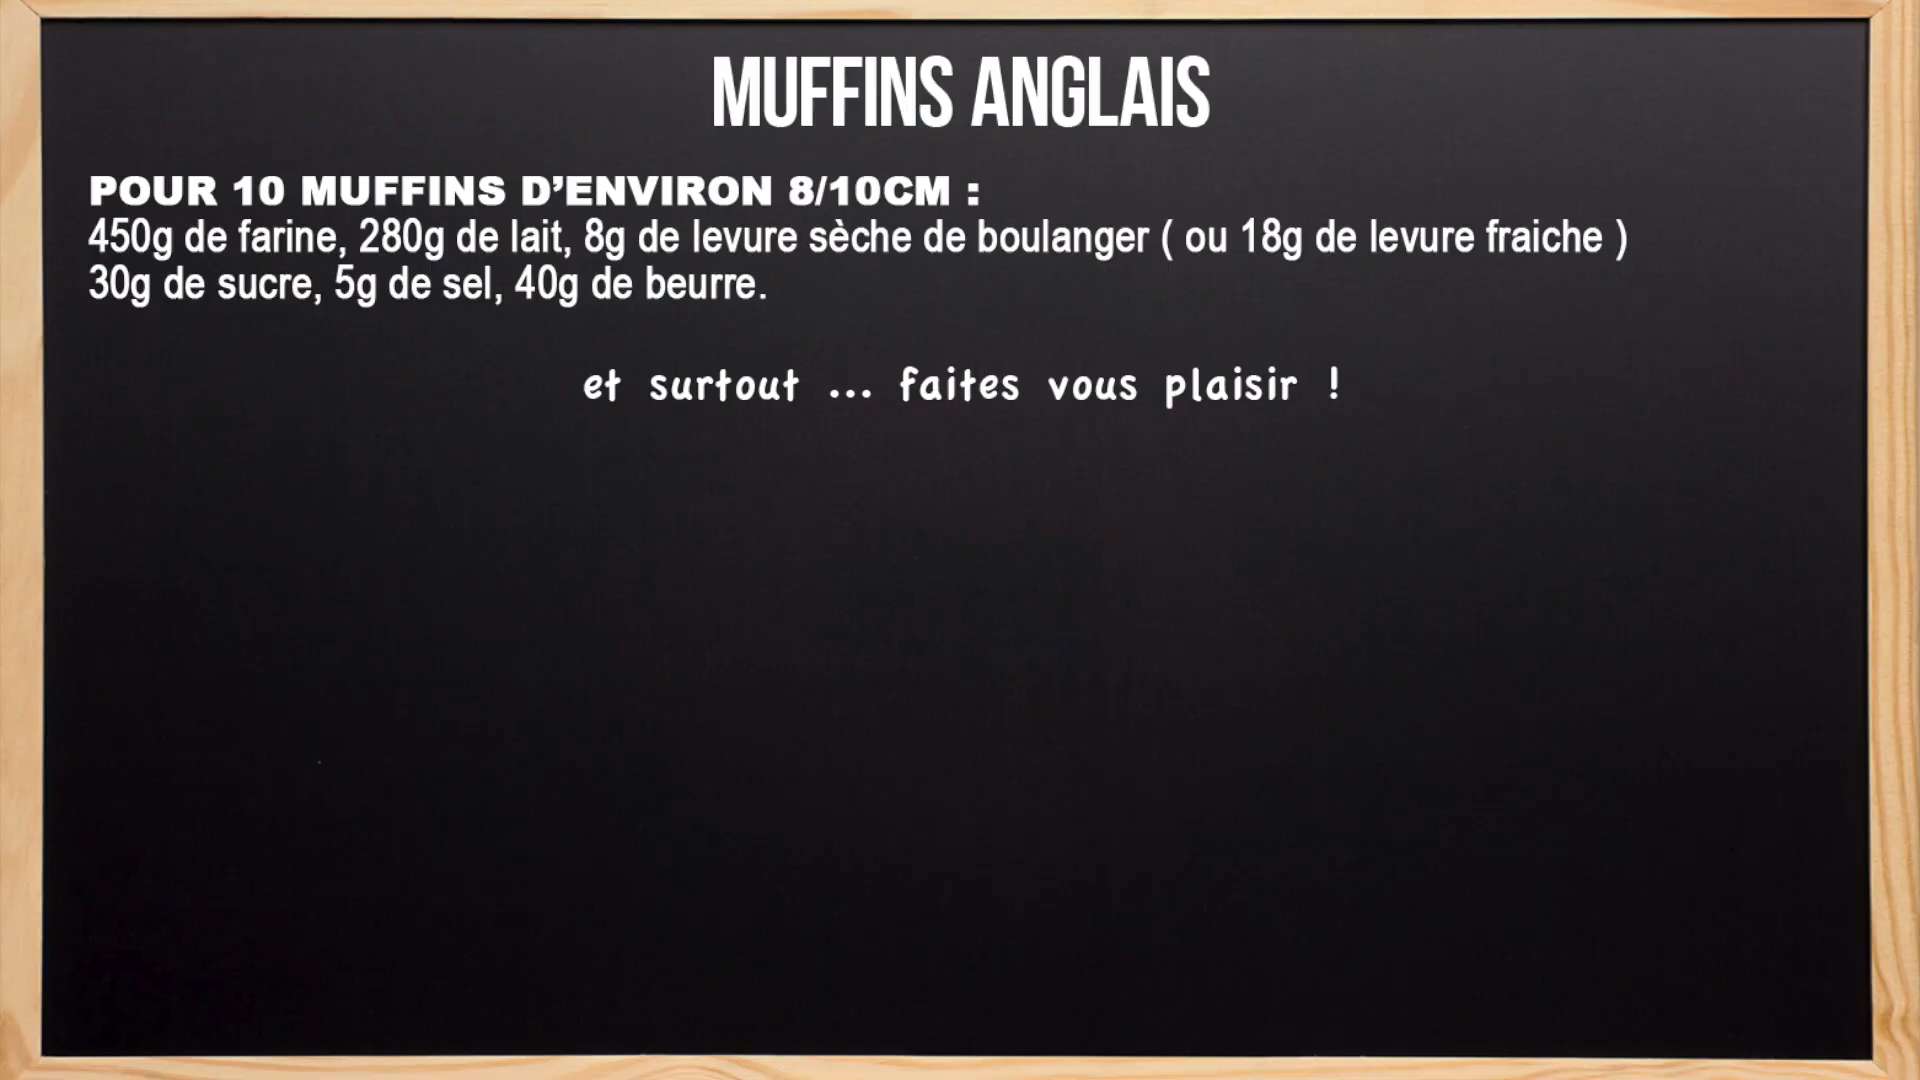 MUFFINS ANGLAIS
POUR 10 MUFFINS D’ENVIRON 8/10CM :
450g de farine, 280g de lait, 8g de levure sèche de boulanger ( ou 18g de levure fraiche )
30g de sucre, 5g de sel, 40g de beurre.
et surtout ... faites vous plaisir !